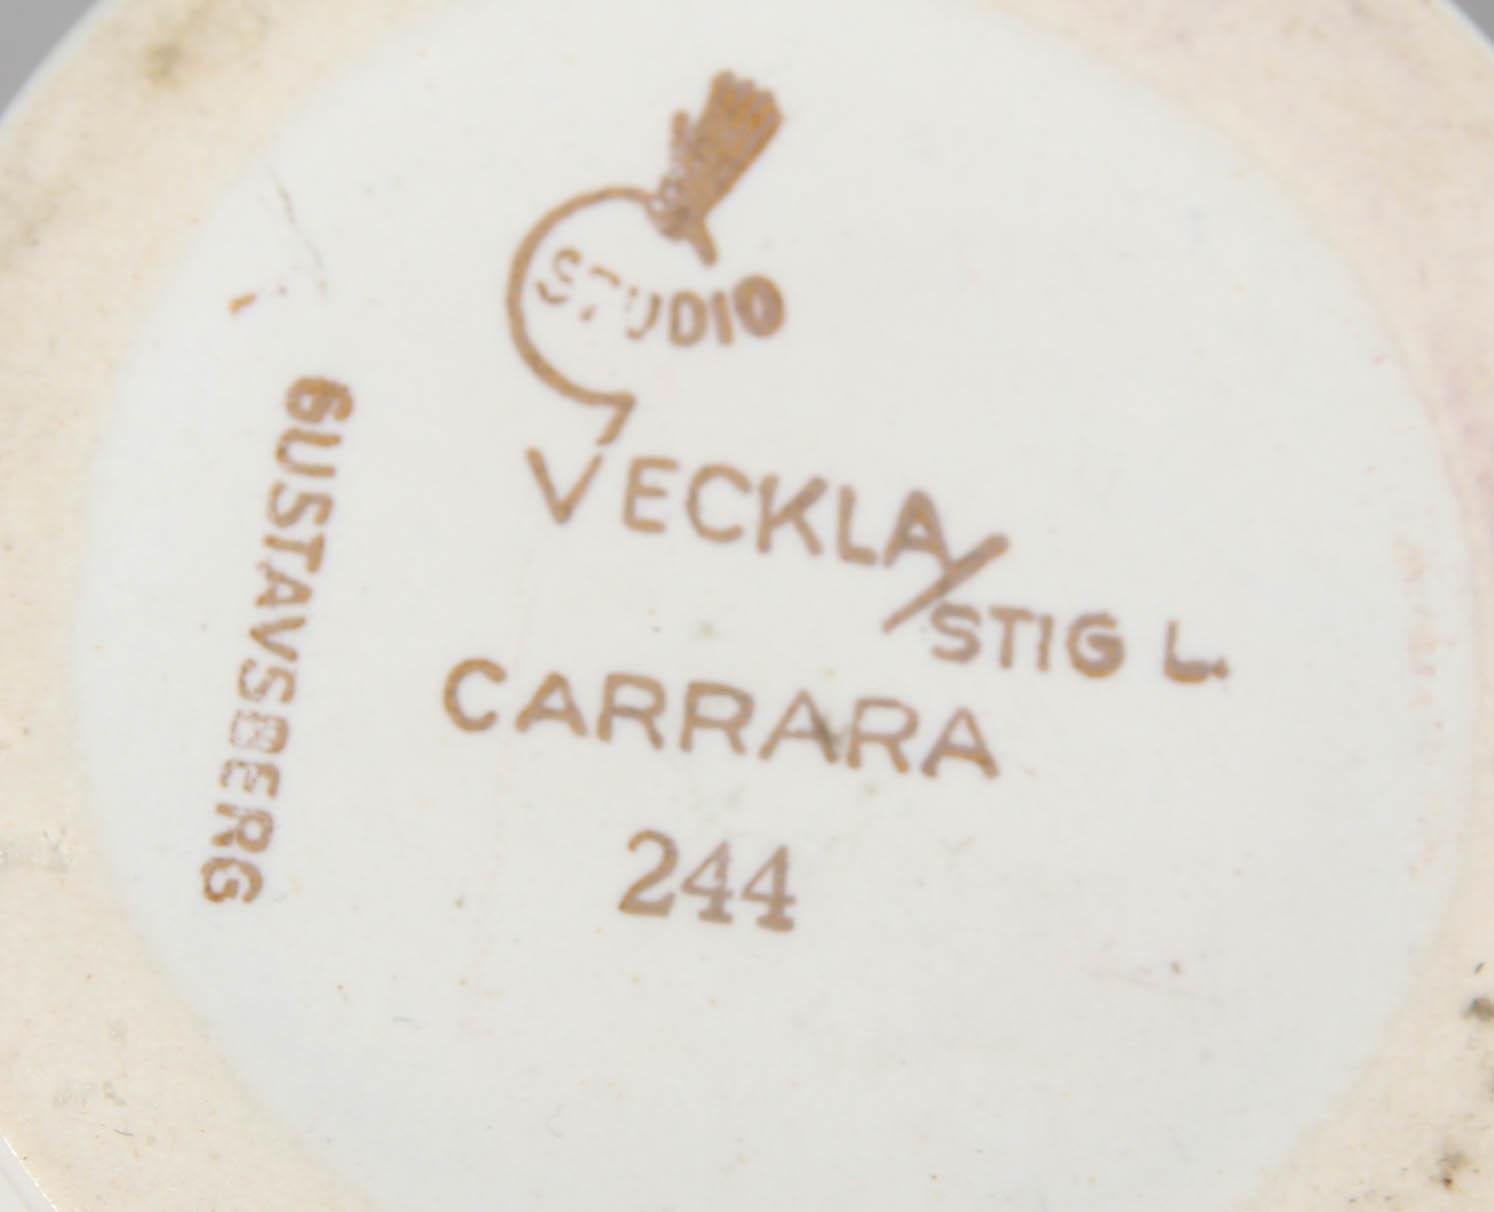 STUDIO
VECKLA/STIG L.
CARRARA
244
GUSTAVSBERG